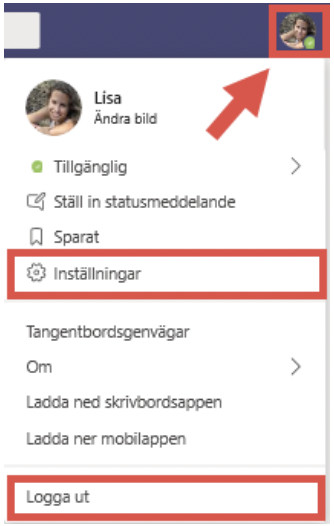 Lisa
Ändra bild
Tillgänglig
Ställ in statusmeddelande
Sparat
Inställningar
Tangentbordsgenvägar
Om
Ladda ned skrivbordsappen
Ladda ner mobilappen
Logga ut